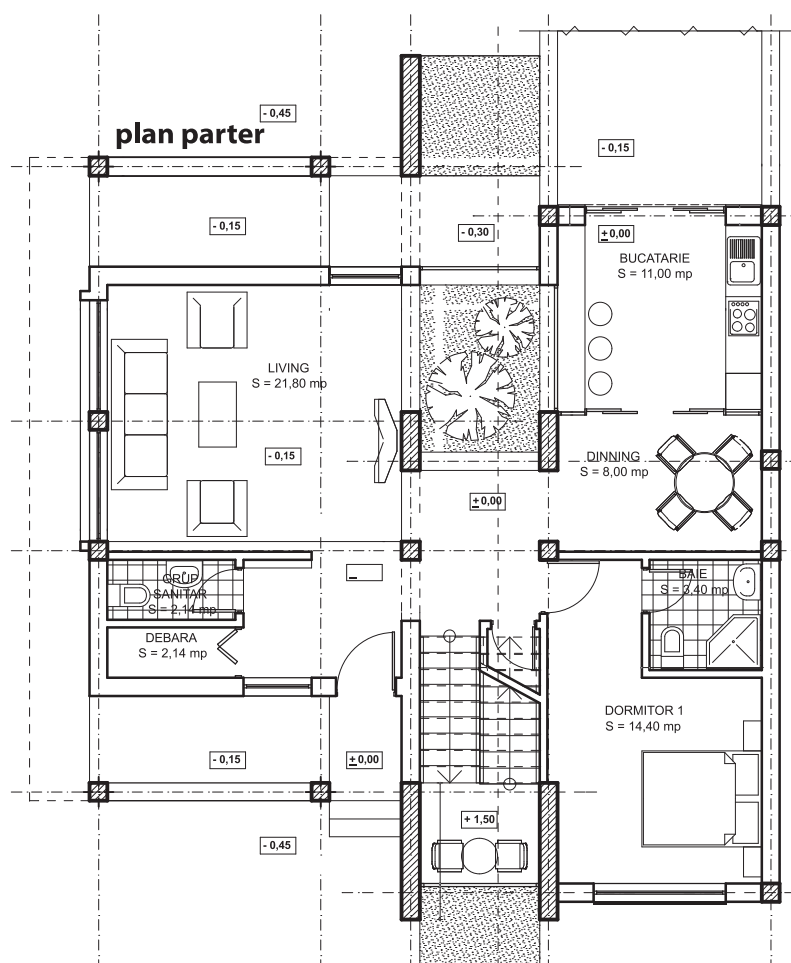 - 0,45
plan parter
- 0,15
- 0,15
- 0,30
± 0,00
BUCATARIE
S = 11,00 mp
LIVING
S = 21,80 mp
- 0,15
DINNING
S = 8,00 mp
± 0,00
GRUP
SANITAR
S = 2,14 mp
BAIE
S = 3,40 mp
DEBARA
S = 2,14 mp
DORMITOR 1
S = 14,40 mp
- 0,15
± 0,00
+ 1,50
- 0,45